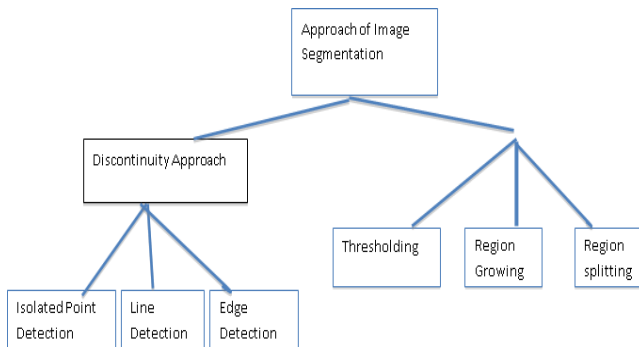 Approach of Image
Segmentation
Discontinuity Approach
Thresholding
Region
Growing
Region
splitting
Isolated Point
Detection
Line
Detection
Edge
Detection